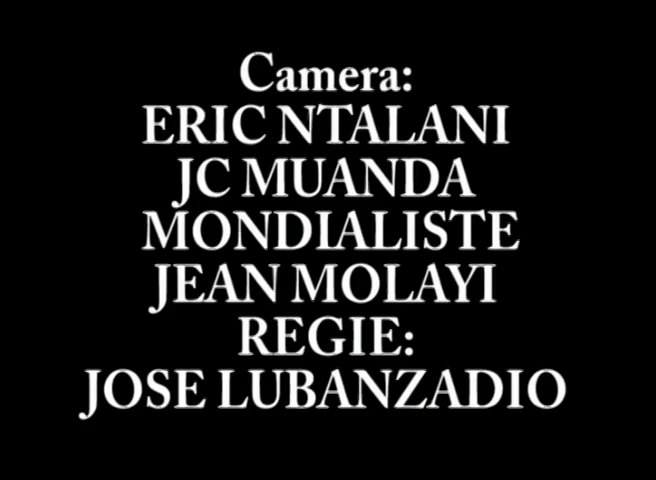 Camera:
ERIC NTALANI
JC MUANDA
MONDIALISTE
JEAN MOLAYI
REGIE:
JOSE LUBANZADIO